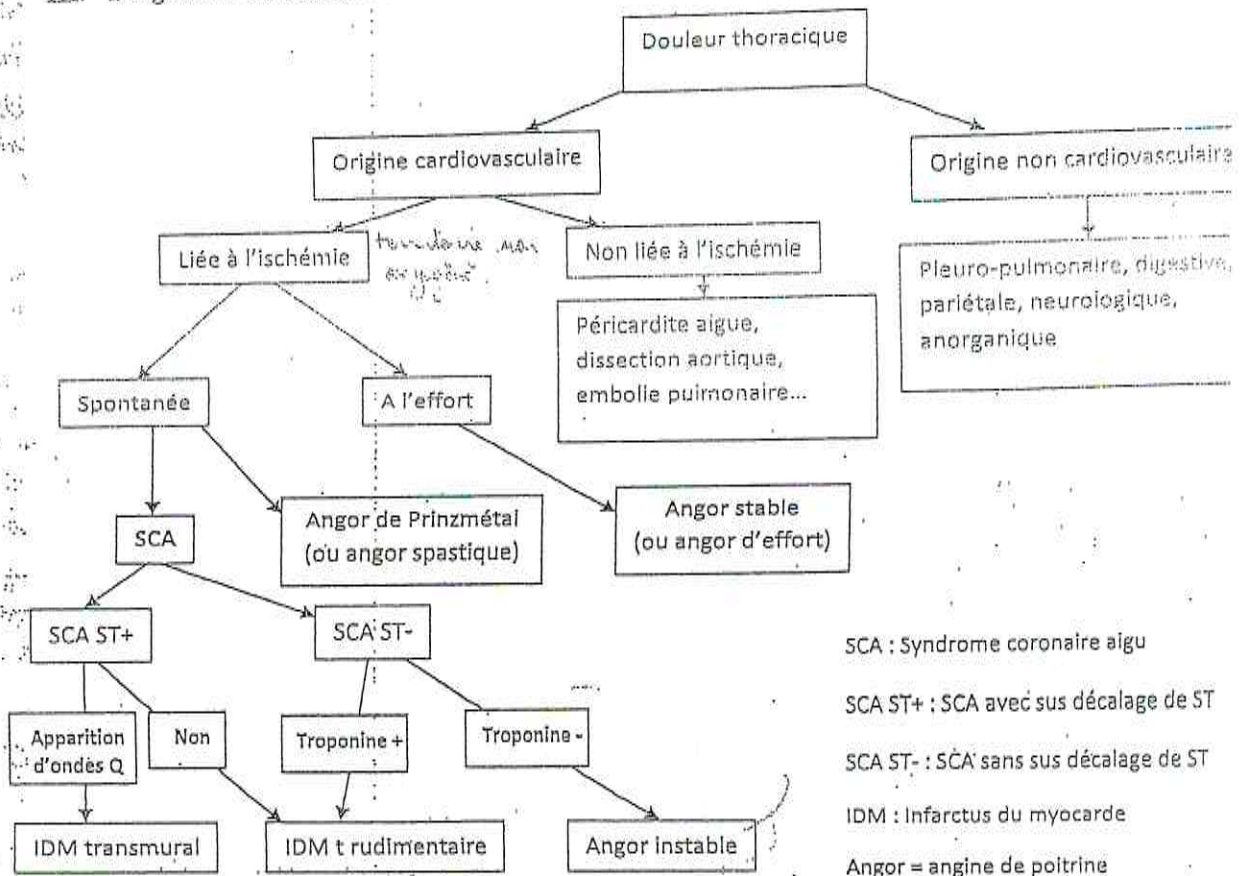 Douleur thoracique
Origine cardiovasculaire
Origine non cardiovasculaire
Liée à l'ischémie
non
Non liée à l'ischémie
Pleuro-pulmonaire, digestive,
pariétale, neurologique,
anorganique
Péricardite aigue,
dissection aortique,
embolie pulmonaire...
Spontanée
A l'effort
Angor de Prinzmétal
(ou angor spastique)
Angor stable
(ou angor d'effort)
SCA
SCA ST+
SCA ST-
SCA : Syndrome coronaire aigu
SCA ST+ : SCA avec sus décalage de ST
Apparition
d'ondes Q
Non
Troponine +
Troponine -
SCA ST- : SCA sans sus décalage de ST
IDM : Infarctus du myocarde
IDM transmural
IDM t rudimentaire
Angor instable
Angor = angine de poitrine